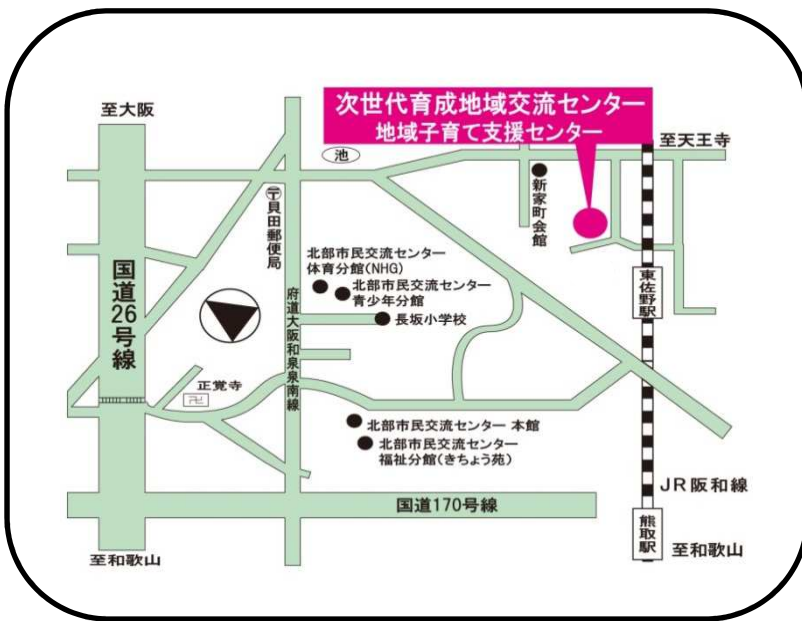 次世代育成地域交流センター
地域子育て支援センター
至大阪
池
至天王寺
新家町会館
〒貝田郵便局
北部市民交流センター
体育分館(NHG)
北部市民交流センター
青少年分館
東佐野駅
国道26号線
府道大阪和泉泉南線
長坂小学校
正覚寺
卍
北部市民交流センター 本館
北部市民交流センター
福祉分館(きちょう苑)
JR阪和線
国道170号線
熊取駅
至和歌山
至和歌山